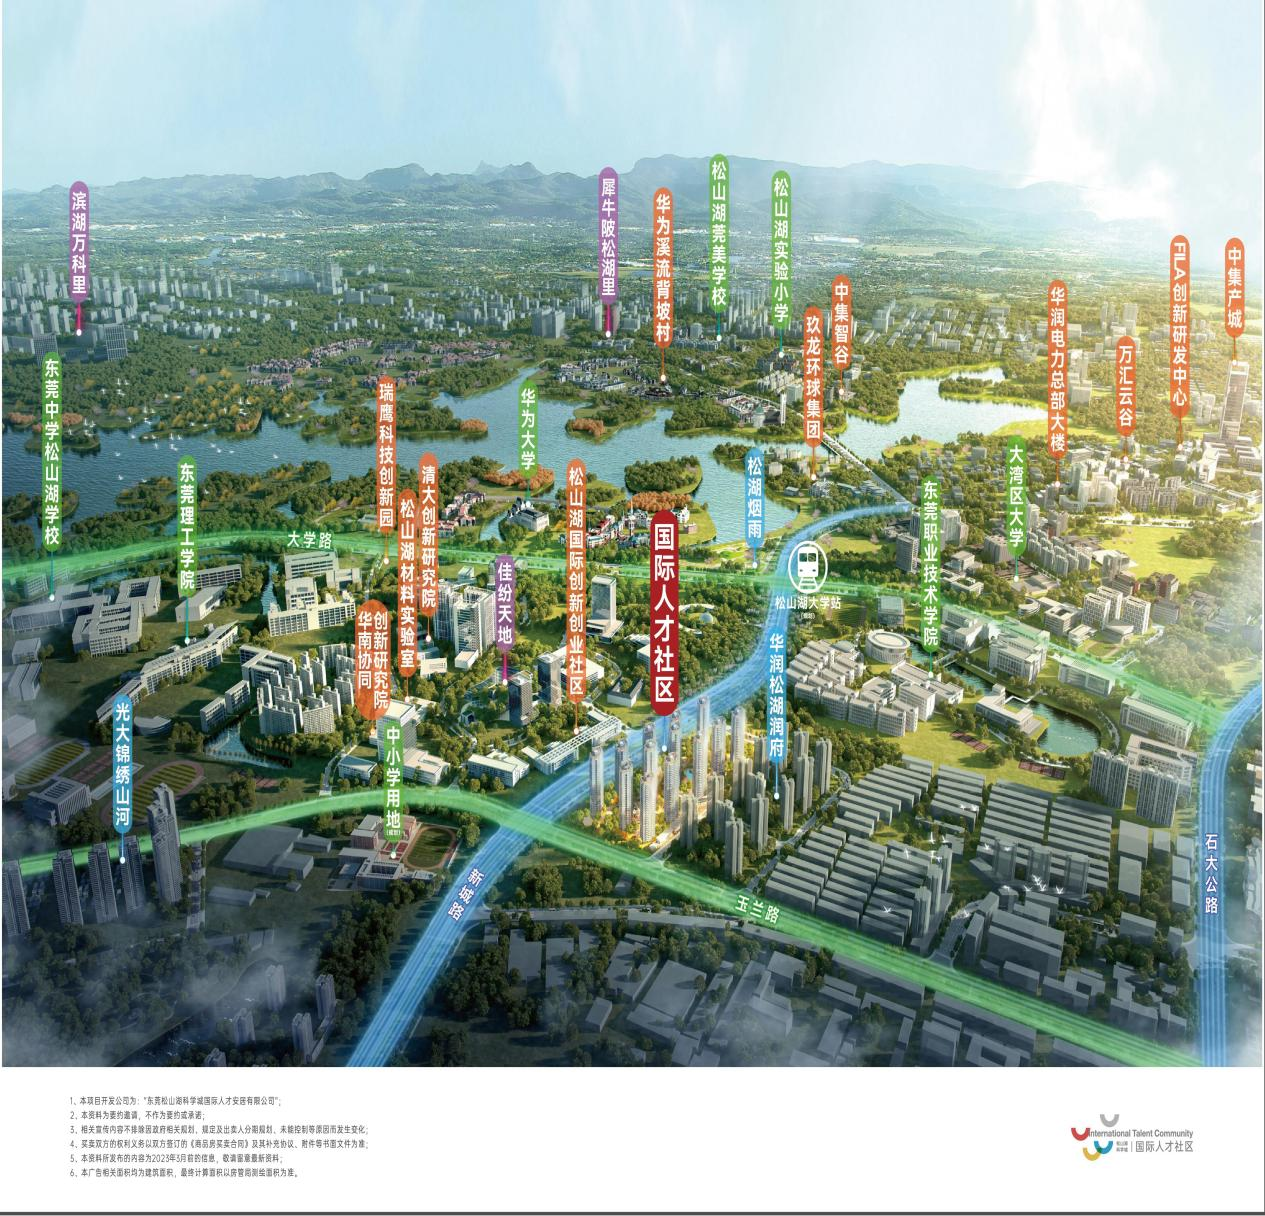 滨湖万科里
犀牛陂松湖里
华为溪流背坡村
松山湖莞美学校
松山湖实验小学
中集智谷
玖龙环球集团
华润电力总部大楼
万汇云谷
FILA创新研发中心
中集产城
东莞中学松山湖学校
东莞理工学院
瑞鹰科技创新园
清大创新研究院
松山湖材料实验室
华南协同
创新研究院
华为大学
佳纷天地
松山湖国际创新创业社区
国际人才社区
松湖烟雨
大湾区大学
东莞职业技术学院
大学路
松山湖大学站
(规划)
华润松湖润府
光大锦绣山河
中小学用地
(规划)
新城路
玉兰路
石大公路
1、本项目开发公司为："东莞松山湖科学城国际人才安居有限公司"；
2、本资料为要约邀请，不作为要约或承诺；
3、相关宣传内容不排除因政府相关规划、规定及出卖人分期规划、未能控制等原因而发生变化；
4、买卖双方的权利义务以双方签订的《商品房买卖合同》及其补充协议、附件等书面文件为准；
5、本资料所发布的内容为2023年3月前的信息，敬请留意最新资料；
6、本广告相关面积均为建筑面积，最终计算面积以房管局测绘面积为准。
International Talent Community
松山湖
科学城
国际人才社区